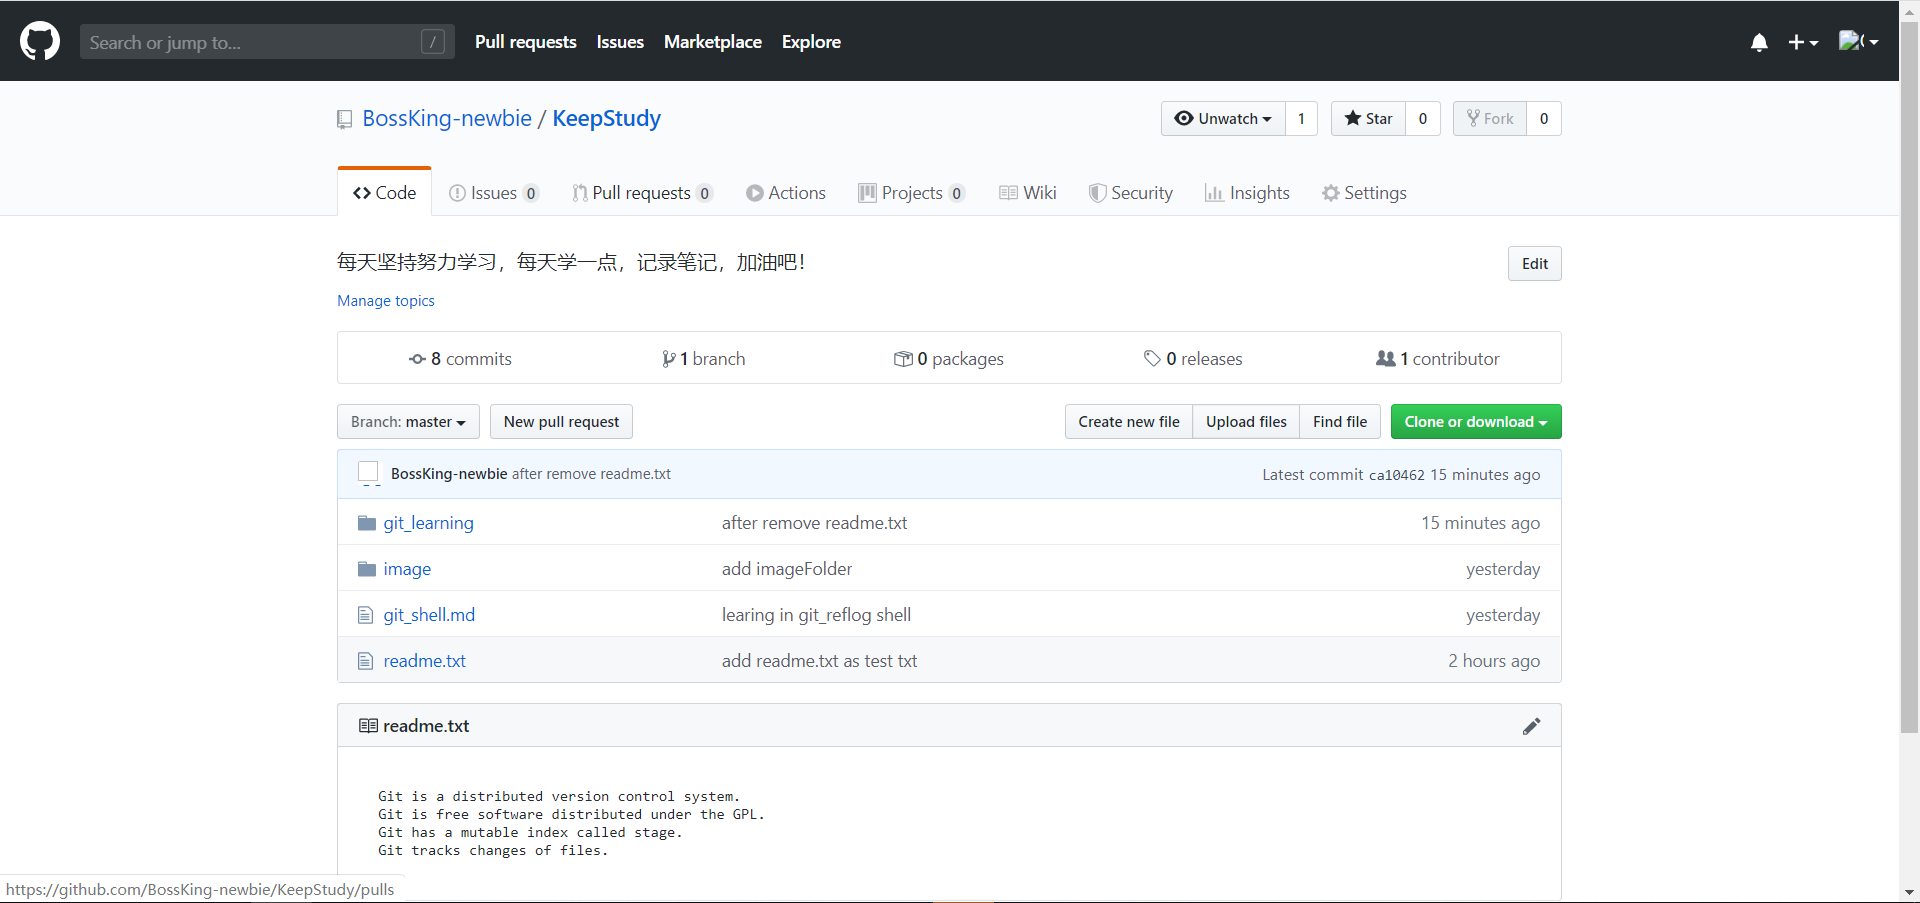 Search or jump to... /
Pull requests Issues Marketplace Explore
BossKing-newbie / KeepStudy
Unwatch 1 Star 0 Fork 0
Code Issues 0 Pull requests 0 Actions Projects 0 Wiki Security Insights Settings
每天坚持努力学习，每天学一点，记录笔记，加油吧！
Edit
Manage topics
8 commits 1 branch 0 packages 0 releases 1 contributor
Branch: master New pull request Create new file Upload files Find file Clone or download
BossKing-newbie after remove readme.txt Latest commit ca10462 15 minutes ago
git_learning after remove readme.txt 15 minutes ago
image add imageFolder yesterday
git_shell.md learing in git_reflog shell yesterday
readme.txt add readme.txt as test txt 2 hours ago
readme.txt
Git is a distributed version control system.
Git is free software distributed under the GPL.
Git has a mutable index called stage.
Git tracks changes of files.
https://github.com/BossKing-newbie/KeepStudy/pulls